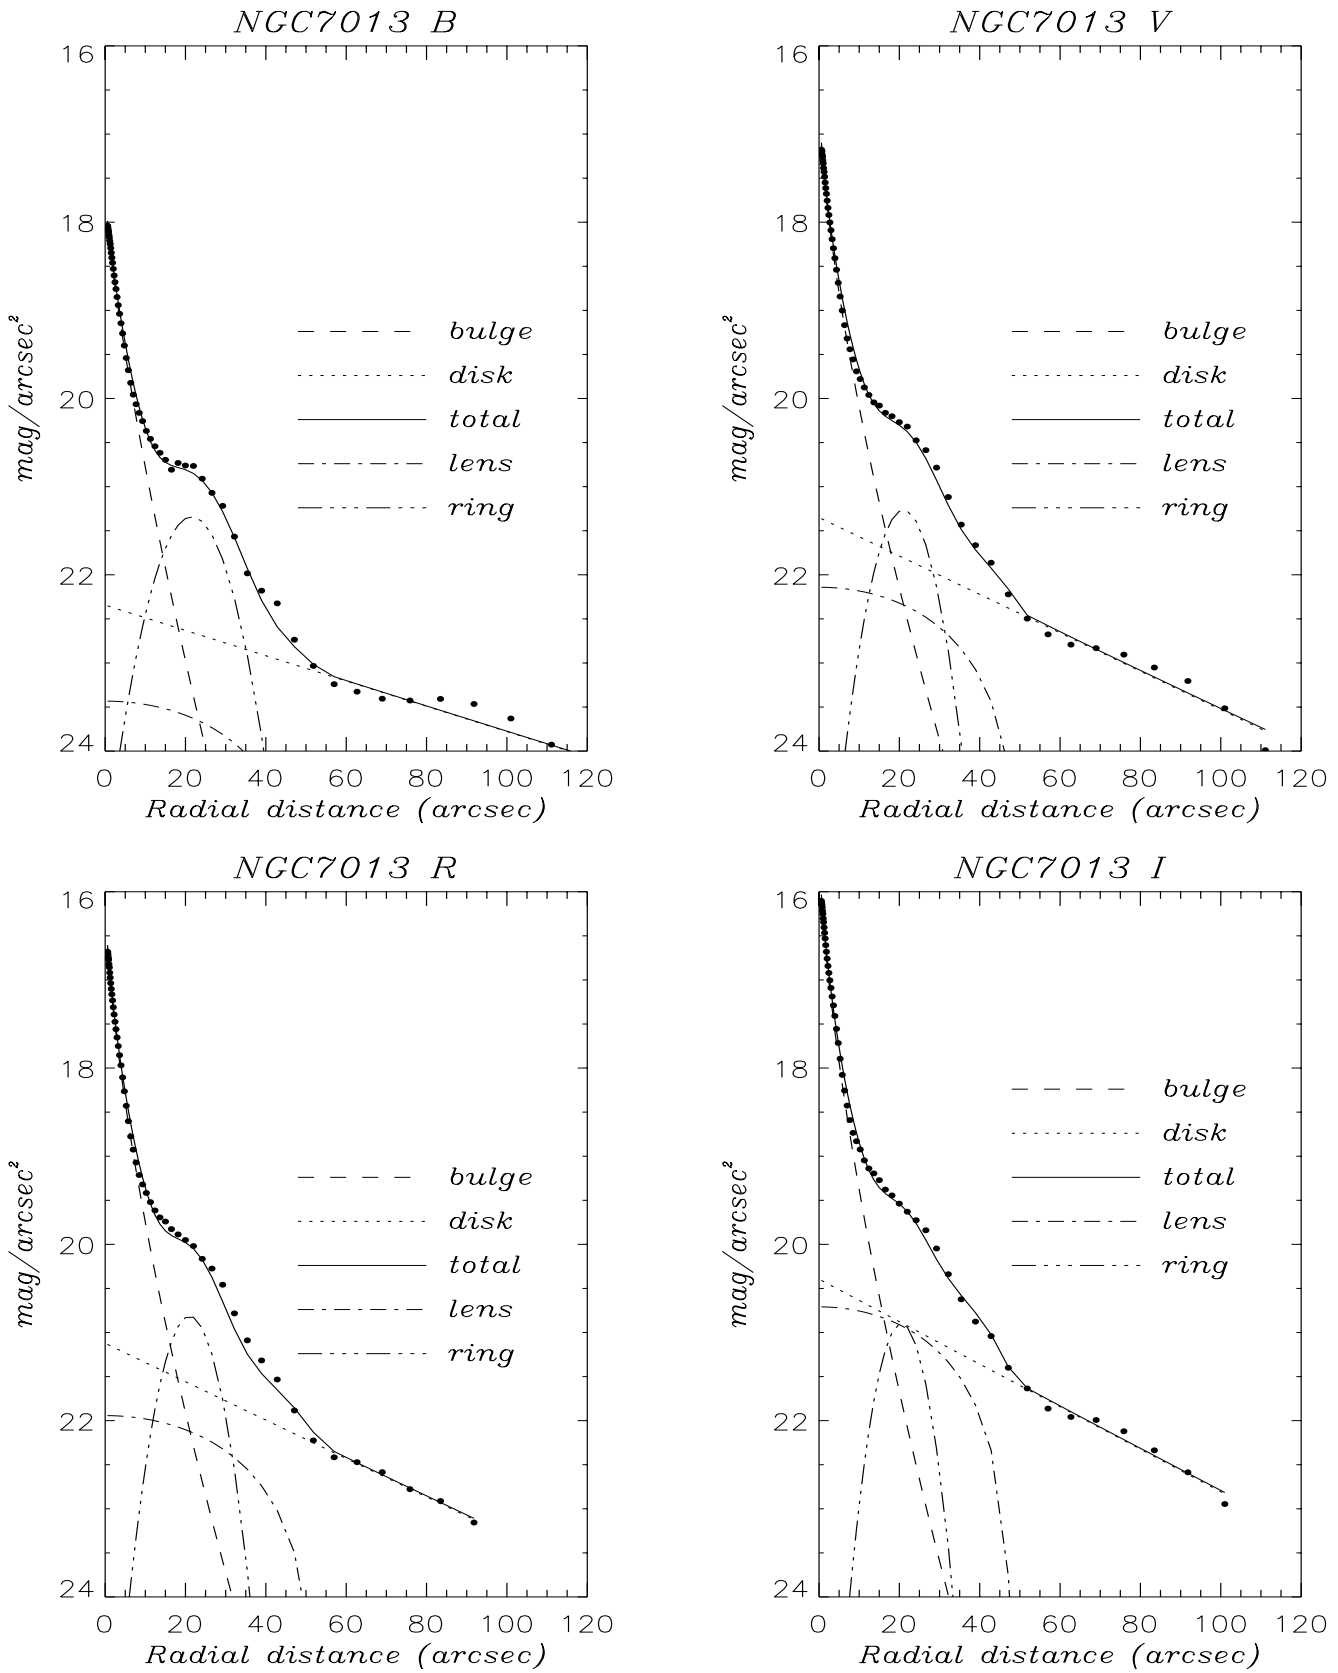 NGC7013 B
16
18
20
22
24
mag/arcsec²
bulge
disk
total
lens
ring
0 20 40 60 80 100 120
Radial distance (arcsec)
NGC7013 V
16
18
20
22
24
mag/arcsec²
bulge
disk
total
lens
ring
0 20 40 60 80 100 120
Radial distance (arcsec)
NGC7013 R
16
18
20
22
24
mag/arcsec²
bulge
disk
total
lens
ring
0 20 40 60 80 100 120
Radial distance (arcsec)
NGC7013 I
16
18
20
22
24
mag/arcsec²
bulge
disk
total
lens
ring
0 20 40 60 80 100 120
Radial distance (arcsec)